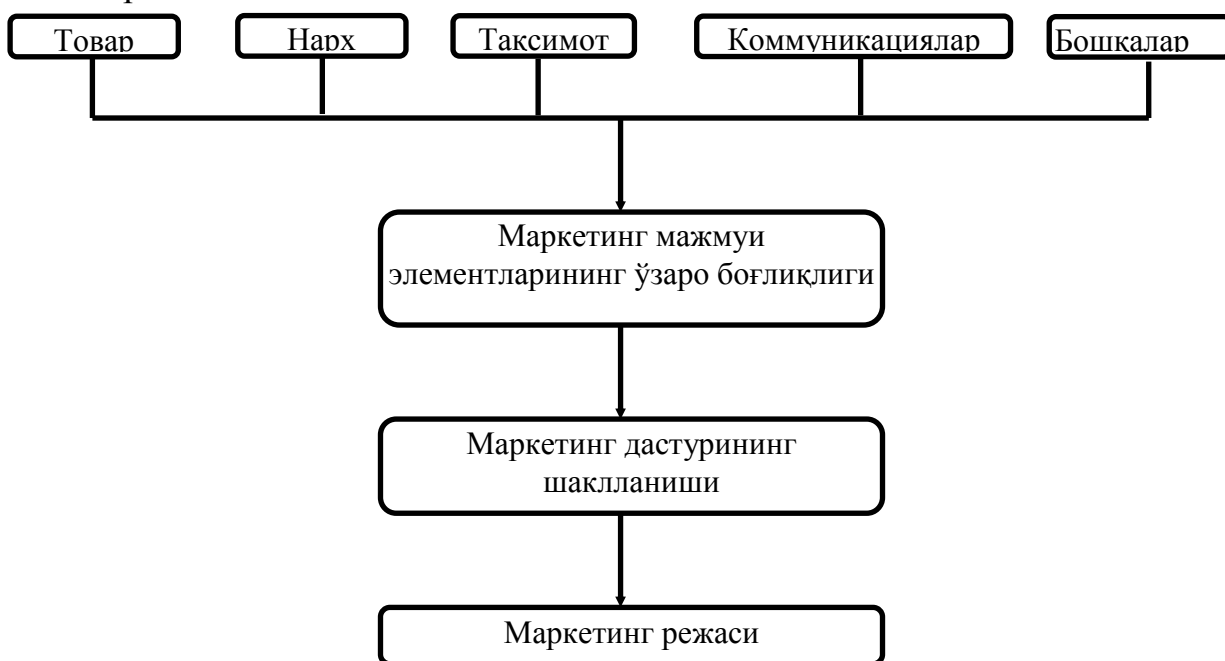 Товар
Нарх
Тақсимот
Коммуникациялар
Бошқалар
Маркетинг мажмуи
элементларининг ўзаро боғлиқлиги
Маркетинг дастурининг
шаклланиши
Маркетинг режаси